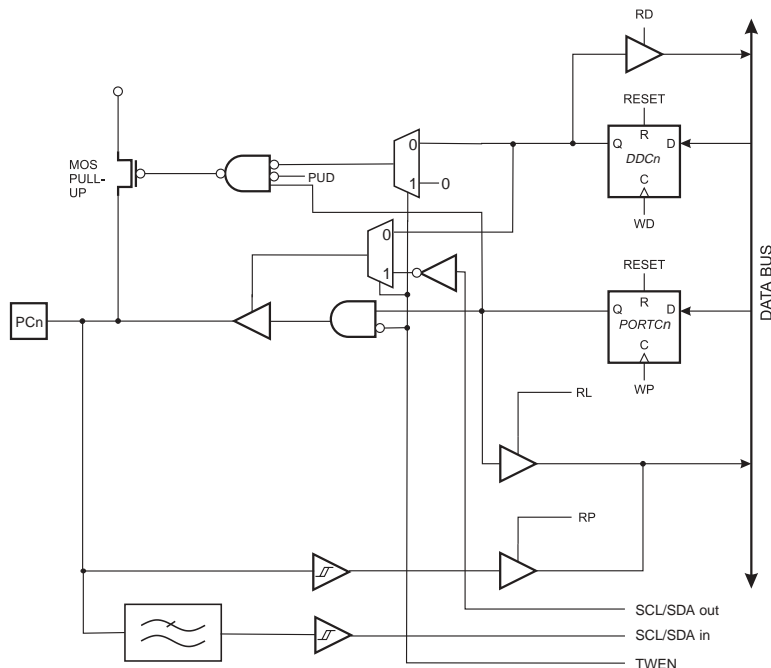 RD
RESET
R
Q
D
DDCn
C
WD
MOS
PULL-
UP
PUD
0
1
0
0
1
RESET
R
Q
D
PORTCn
C
WP
PCn
RL
RP
DATA BUS
SCL/SDA out
SCL/SDA in
TWEN